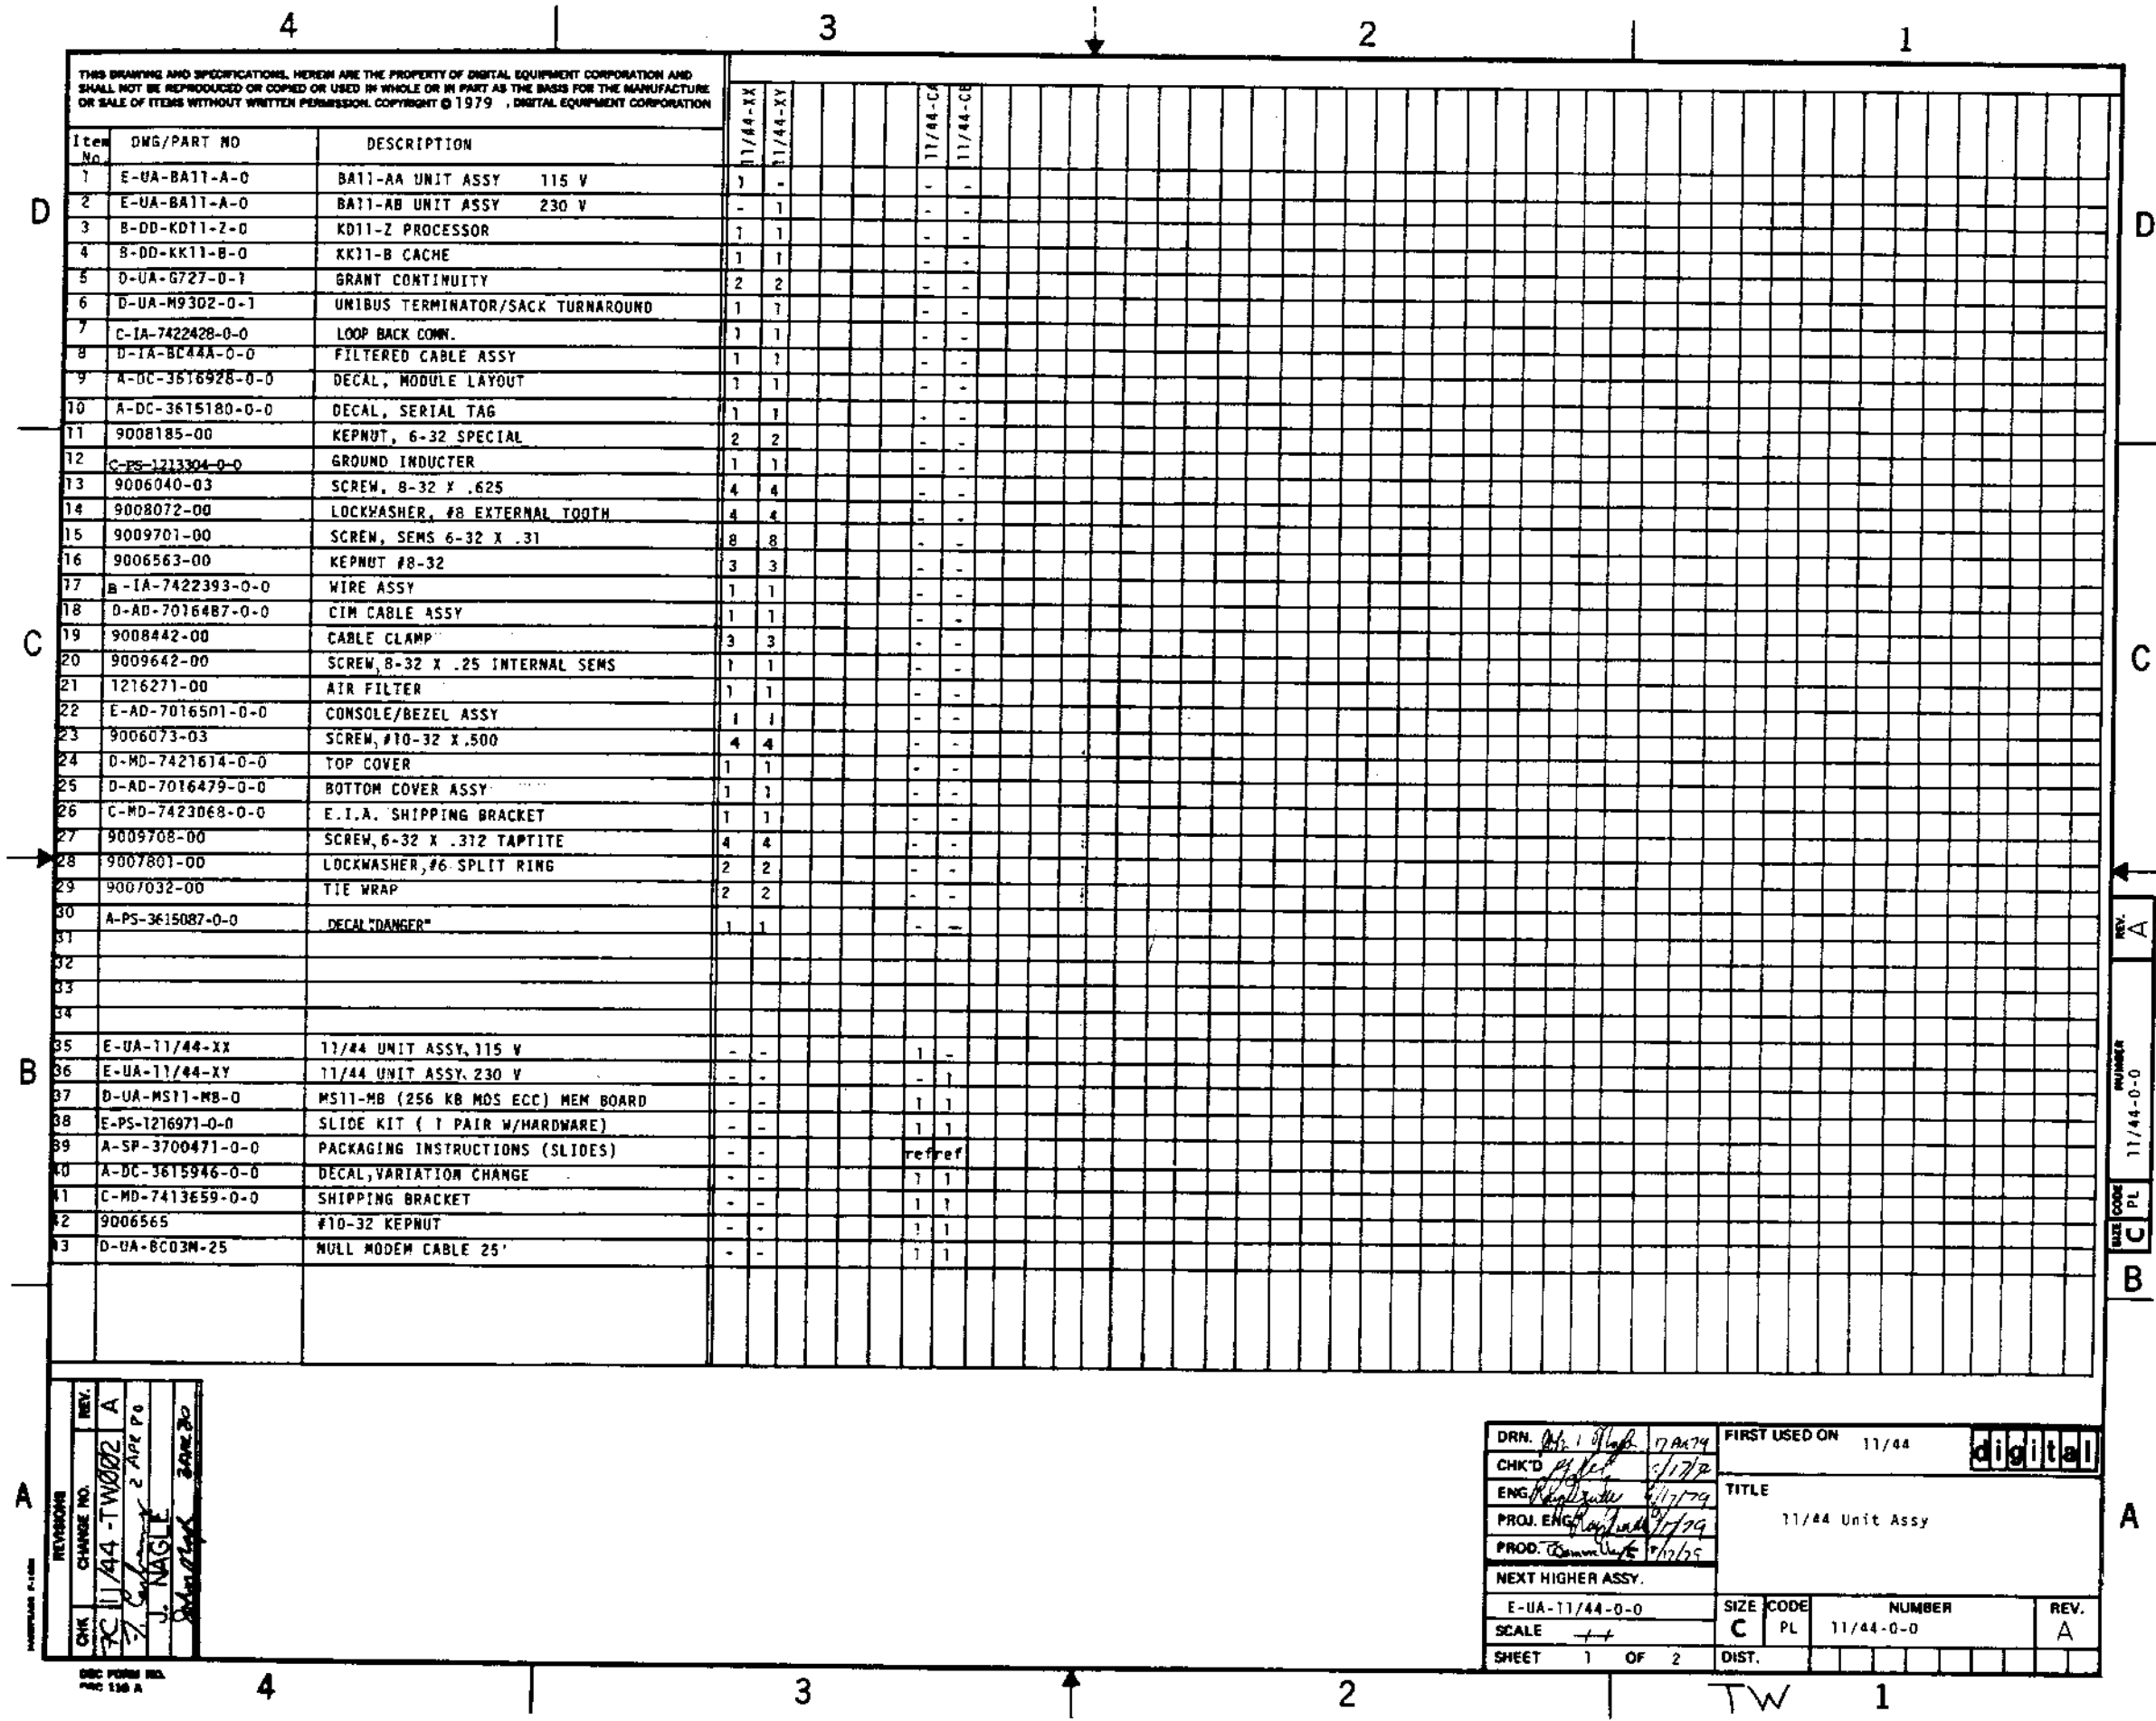 4 3 2 1
THIS DRAWING AND SPECIFICATIONS, HEREIN ARE THE PROPERTY OF DIGITAL EQUIPMENT CORPORATION AND
SHALL NOT BE REPRODUCED OR COPIED OR USED IN WHOLE OR IN PART AS THE BASIS FOR THE MANUFACTURE
OR SALE OF ITEMS WITHOUT WRITTEN PERMISSION. COPYRIGHT © 1979 , DIGITAL EQUIPMENT CORPORATION
Item No. DWG/PART NO DESCRIPTION 11/44-XX 11/44-XY 11/44-CA 11/44-CB
1 E-UA-BA11-A-0 BA11-AA UNIT ASSY 115 V 1 - - -
2 E-UA-BA11-A-0 BA11-AB UNIT ASSY 230 V - 1 - -
3 B-DD-KD11-Z-0 KD11-Z PROCESSOR 1 1 - -
4 B-DD-KK11-B-0 KK11-B CACHE 1 1 - -
5 D-UA-G727-0-1 GRANT CONTINUITY 2 2 - -
6 D-UA-M9302-0-1 UNIBUS TERMINATOR/SACK TURNAROUND 1 1 - -
7 C-IA-7422428-0-0 LOOP BACK CONN. 1 1 - -
8 D-IA-BC44A-0-0 FILTERED CABLE ASSY 1 1 - -
9 A-DC-3616928-0-0 DECAL, MODULE LAYOUT 1 1 - -
10 A-DC-3615180-0-0 DECAL, SERIAL TAG 1 1 - -
11 9008185-00 KEPNUT, 6-32 SPECIAL 2 2 - -
12 C-PS-1213304-0-0 GROUND INDUCTER 1 1 - -
13 9006040-03 SCREW, 8-32 X .625 4 4 - -
14 9008072-00 LOCKWASHER, #8 EXTERNAL TOOTH 4 4 - -
15 9009701-00 SCREW, SEMS 6-32 X .31 8 8 - -
16 9006563-00 KEPNUT #8-32 3 3 - -
17 B-IA-7422393-0-0 WIRE ASSY 1 1 - -
18 D-AD-7016487-0-0 CIM CABLE ASSY 1 1 - -
19 9008442-00 CABLE CLAMP 3 3 - -
20 9009642-00 SCREW,8-32 X .25 INTERNAL SEMS 1 1 - -
21 1216271-00 AIR FILTER 1 1 - -
22 E-AD-7016501-0-0 CONSOLE/BEZEL ASSY 1 1 - -
23 9006073-03 SCREW,#10-32 X .500 4 4 - -
24 D-MD-7421614-0-0 TOP COVER 1 1 - -
25 D-AD-7016479-0-0 BOTTOM COVER ASSY 1 1 - -
26 C-MD-7423068-0-0 E.I.A. SHIPPING BRACKET 1 1 - -
27 9009708-00 SCREW,6-32 X .312 TAPTITE 4 4 - -
28 9007801-00 LOCKWASHER,#6 SPLIT RING 2 2 - -
29 9007032-00 TIE WRAP 2 2 - -
30 A-PS-3615087-0-0 DECAL"DANGER" 1 1 - -
31
32
33
34
35 E-UA-11/44-XX 11/44 UNIT ASSY,115 V - - 1 -
36 E-UA-11/44-XY 11/44 UNIT ASSY,230 V - - - 1
37 D-UA-MS11-MB-0 MS11-MB (256 KB MOS ECC) MEM BOARD - - 1 1
38 E-PS-1216971-0-0 SLIDE KIT ( 1 PAIR W/HARDWARE) - - 1 1
39 A-SP-3700471-0-0 PACKAGING INSTRUCTIONS (SLIDES) - - ref ref
40 A-DC-3615946-0-0 DECAL,VARIATION CHANGE - - 1 1
41 C-MD-7413659-0-0 SHIPPING BRACKET - - 1 1
42 9006565 #10-32 KEPNUT - - 1 1
43 D-UA-BC03M-25 NULL MODEM CABLE 25' - - 1 1
D C B A
D C B A
REV. A
NUMBER 11/44-0-0
CODE PL
SIZE C
REVISIONS
CHK CHANGE NO. REV.
11/44-TW002 A
2 APR
J. NAGLE
DEC FORM NO.
DRC 116 A
DRN.
CHK'D
ENG.
PROJ. ENG
PROD.
NEXT HIGHER ASSY.
E-UA-11/44-0-0
SCALE
SHEET 1 OF 2
FIRST USED ON 11/44
digital
TITLE
11/44 Unit Assy
SIZE CODE NUMBER REV.
C PL 11/44-0-0 A
DIST.
4 3 2 TW 1